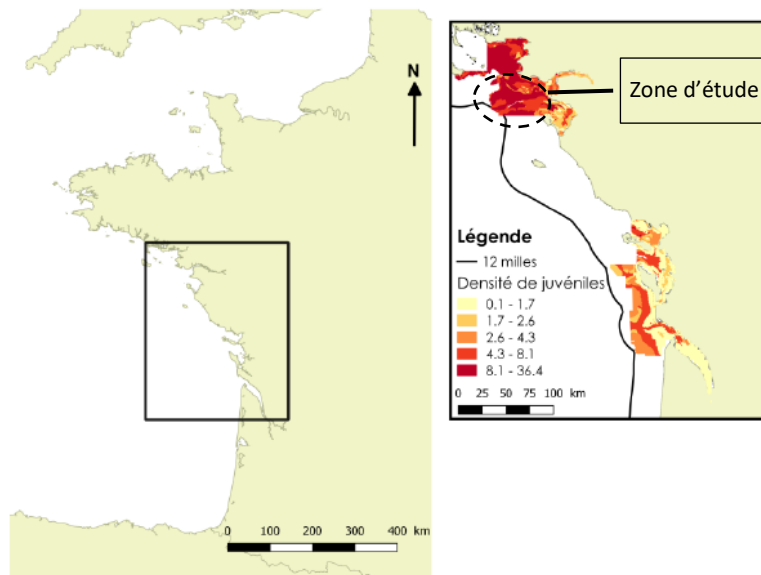 N
0 100 200 300 400 km
Zone d'étude
Légende
12 milles
Densité de juvéniles
0.1 - 1.7
1.7 - 2.6
2.6 - 4.3
4.3 - 8.1
8.1 - 36.4
0 25 50 75 100 km